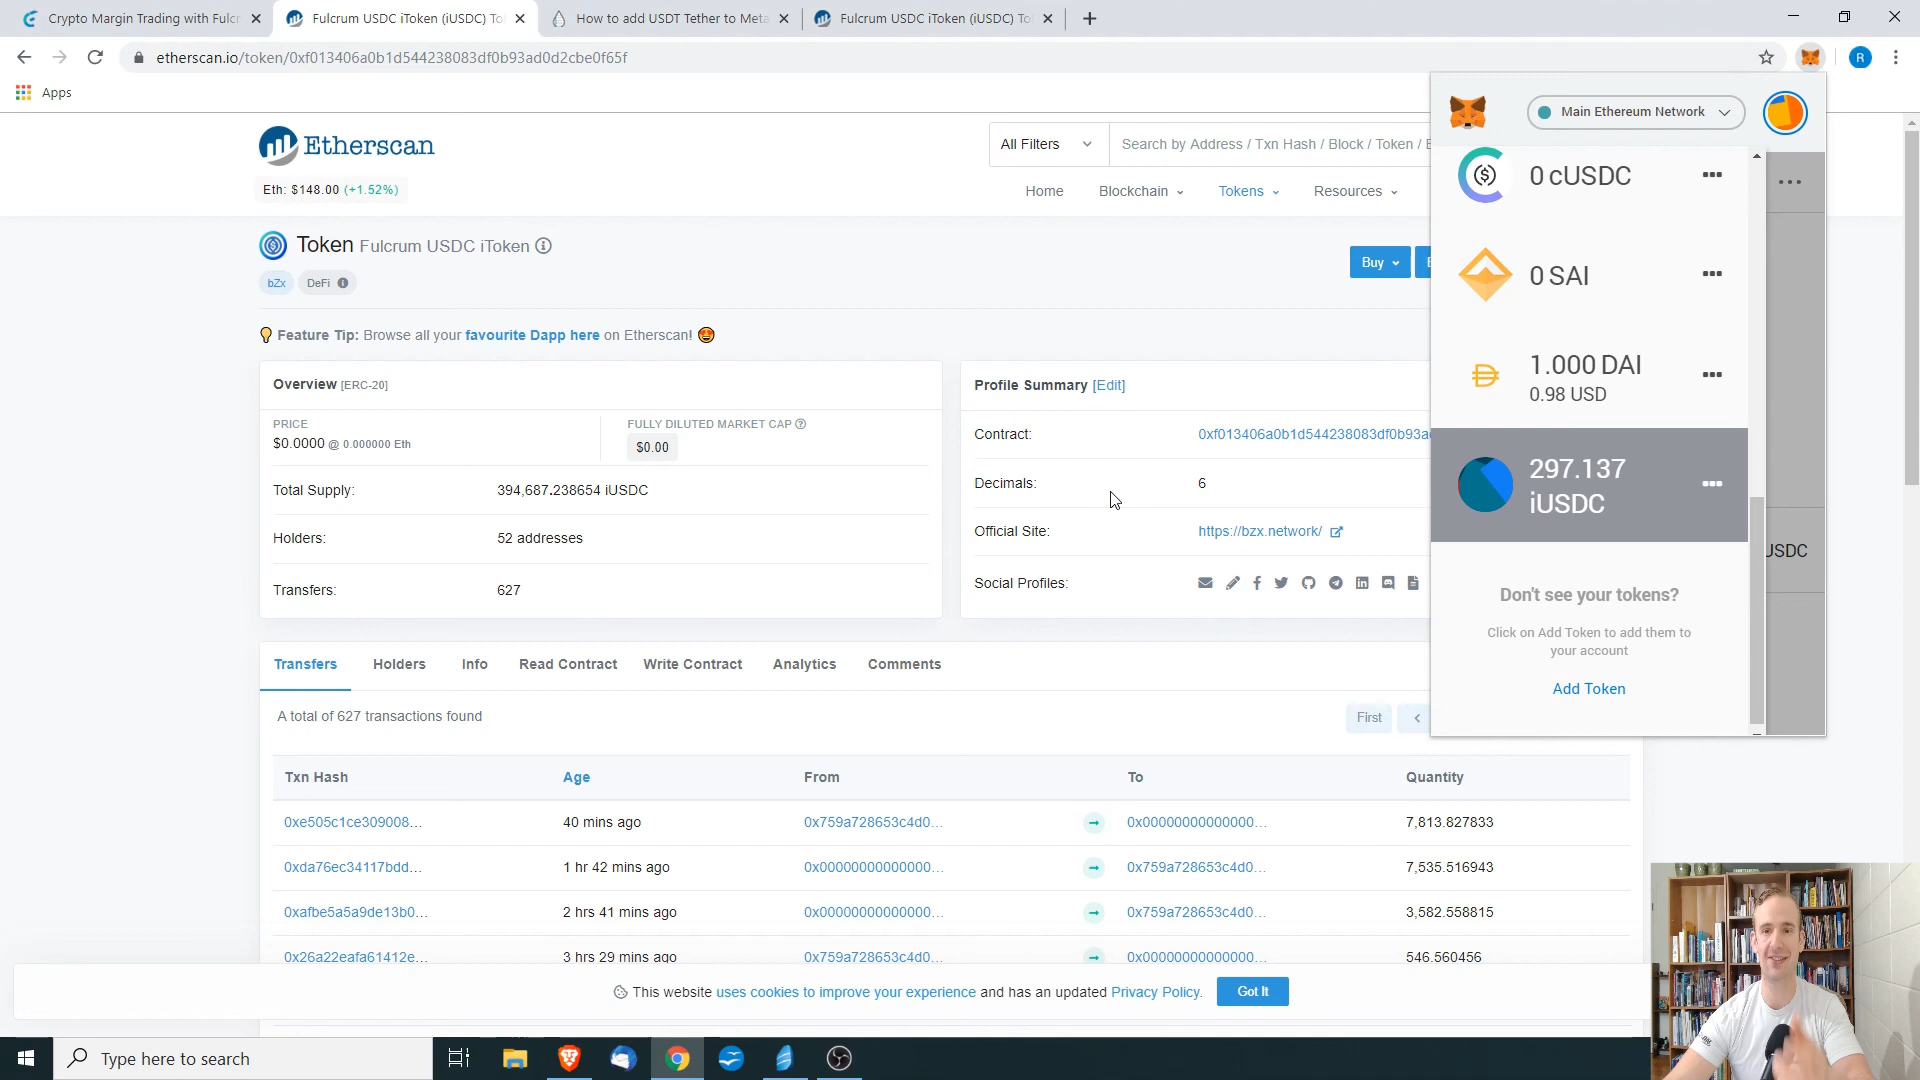 Crypto Margin Trading with Fulcr
Fulcrum USDC iToken (iUSDC) To
How to add USDT Tether to Meta
Fulcrum USDC iToken (iUSDC) To
etherscan.io/token/0xf013406a0b1d544238083df0b93ad0d2cbe0f65f
R
Apps
Main Ethereum Network
Etherscan
All Filters
Search by Address / Txn Hash / Block / Token / E
Eth: $148.00 (+1.52%)
Home
Blockchain
Tokens
Resources
0 cUSDC
Token Fulcrum USDC iToken
Buy
bZx
DeFi
0 SAI
Feature Tip: Browse all your favourite Dapp here on Etherscan!
1.000 DAI
0.98 USD
Overview [ERC-20]
Profile Summary [Edit]
PRICE
$0.0000 @ 0.000000 Eth
FULLY DILUTED MARKET CAP
$0.00
Contract:
0xf013406a0b1d544238083df0b93a
297.137
iUSDC
Total Supply:
394,687.238654 iUSDC
Decimals:
6
Holders:
52 addresses
Official Site:
https://bzx.network/
USDC
Transfers:
627
Social Profiles:
Don't see your tokens?
Click on Add Token to add them to
your account
Add Token
Transfers
Holders
Info
Read Contract
Write Contract
Analytics
Comments
A total of 627 transactions found
First
Txn Hash
Age
From
To
Quantity
0xe505c1ce309008...
40 mins ago
0x759a728653c4d0...
0x00000000000000...
7,813.827833
0xda76ec34117bdd...
1 hr 42 mins ago
0x00000000000000...
0x759a728653c4d0...
7,535.516943
0xafbe5a5a9de13b0...
2 hrs 41 mins ago
0x00000000000000...
0x759a728653c4d0...
3,582.558815
0x26a22eafa61412e...
3 hrs 29 mins ago
0x759a728653c4d0...
0x00000000000000...
546.560456
This website uses cookies to improve your experience and has an updated Privacy Policy.
Got It
Type here to search